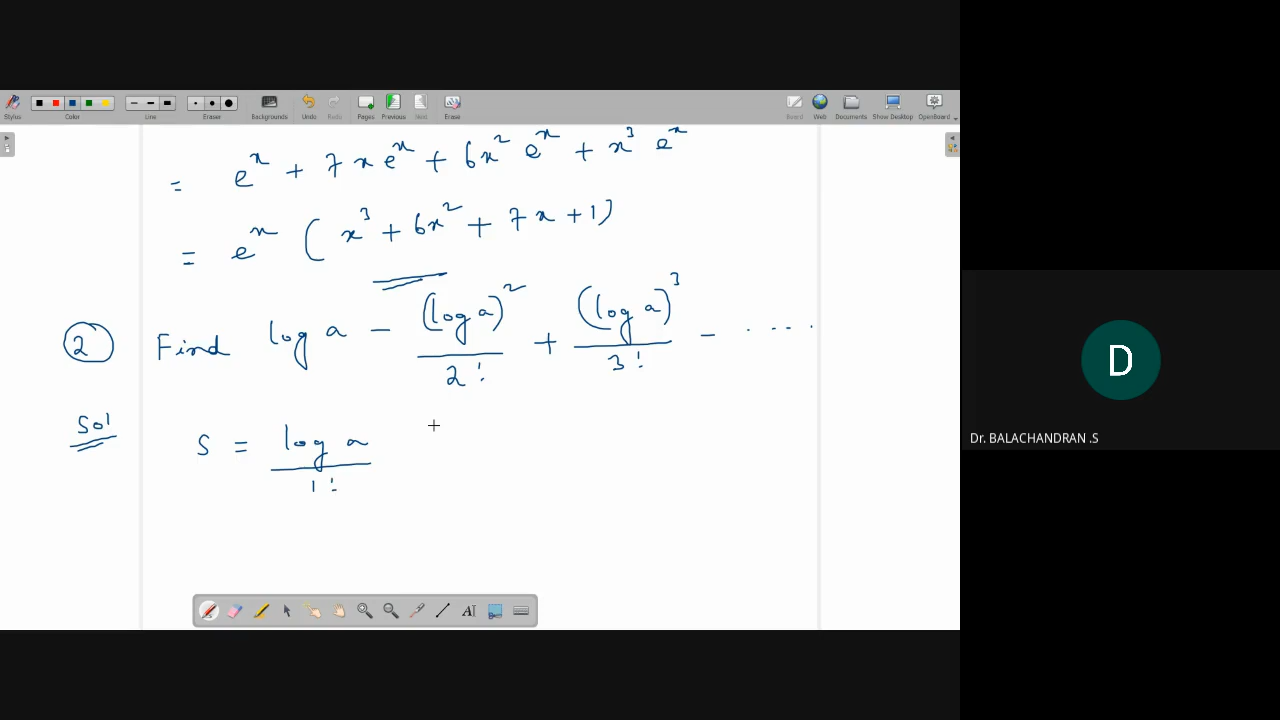 Stylus Color Line Eraser Backgrounds Undo Redo Pages Previous Next Erase Board Web Documents Show Desktop OpenBoard
= e^x + 7x e^x + 6x^2 e^x + x^3 e^x
= e^x (x^3 + 6x^2 + 7x + 1)
2 Find log a - (log a)^2/2! + (log a)^3/3! - ....
Sol
S = log a/1!
AI
D
Dr. BALACHANDRAN .S